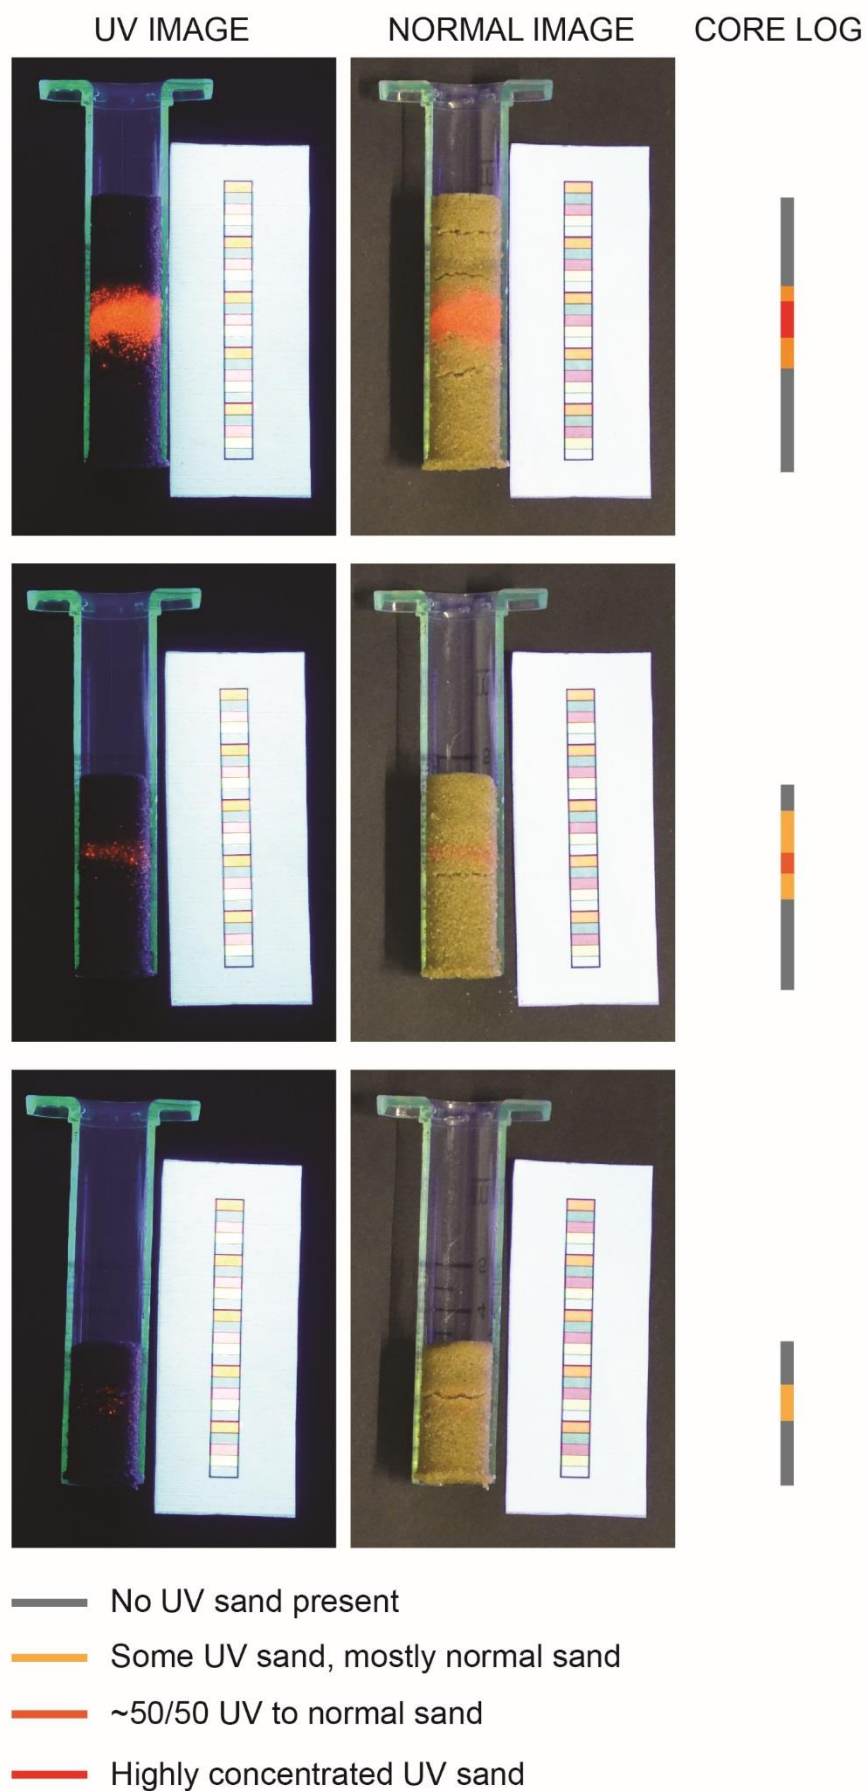 UV IMAGE NORMAL IMAGE CORE LOG
No UV sand present
Some UV sand, mostly normal sand
~50/50 UV to normal sand
Highly concentrated UV sand